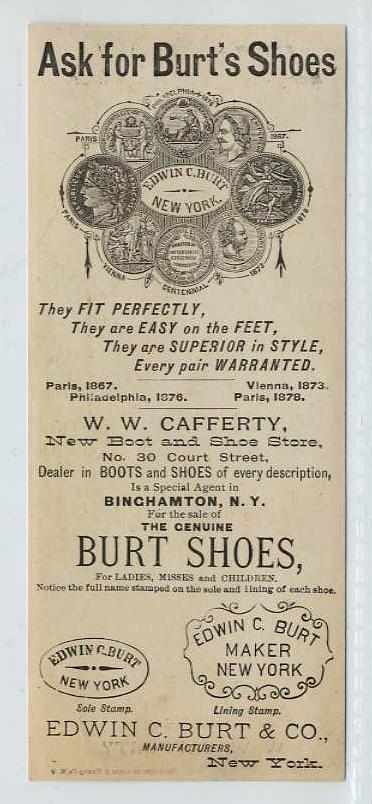 Ask for Burt's Shoes
PHILADELPHIA 1876
PARIS 1867.
EDWIN C. BURT
NEW YORK.
PARIS 1878
VIENNA 1873
CENTENNIAL
They FIT PERFECTLY,
They are EASY on the FEET,
They are SUPERIOR in STYLE,
Every pair WARRANTED.
Paris, 1867. Vienna, 1873.
Philadelphia, 1876. Paris, 1878.
W. W. CAFFERTY,
New Boot and Shoe Store,
No. 30 Court Street,
Dealer in BOOTS and SHOES of every description,
Is a Special Agent in
BINGHAMTON, N. Y.
For the sale of
THE GENUINE
BURT SHOES,
For LADIES, MISSES and CHILDREN.
Notice the full name stamped on the sole and lining of each shoe.
EDWIN C. BURT
NEW YORK
Sole Stamp.
EDWIN C. BURT
MAKER
NEW YORK
Lining Stamp.
EDWIN C. BURT & CO.,
MANUFACTURERS,
New York.